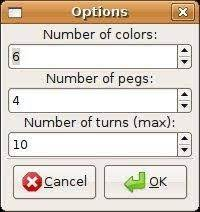 Options
Number of colors:
6
Number of pegs:
4
Number of turns (max):
10
Cancel OK